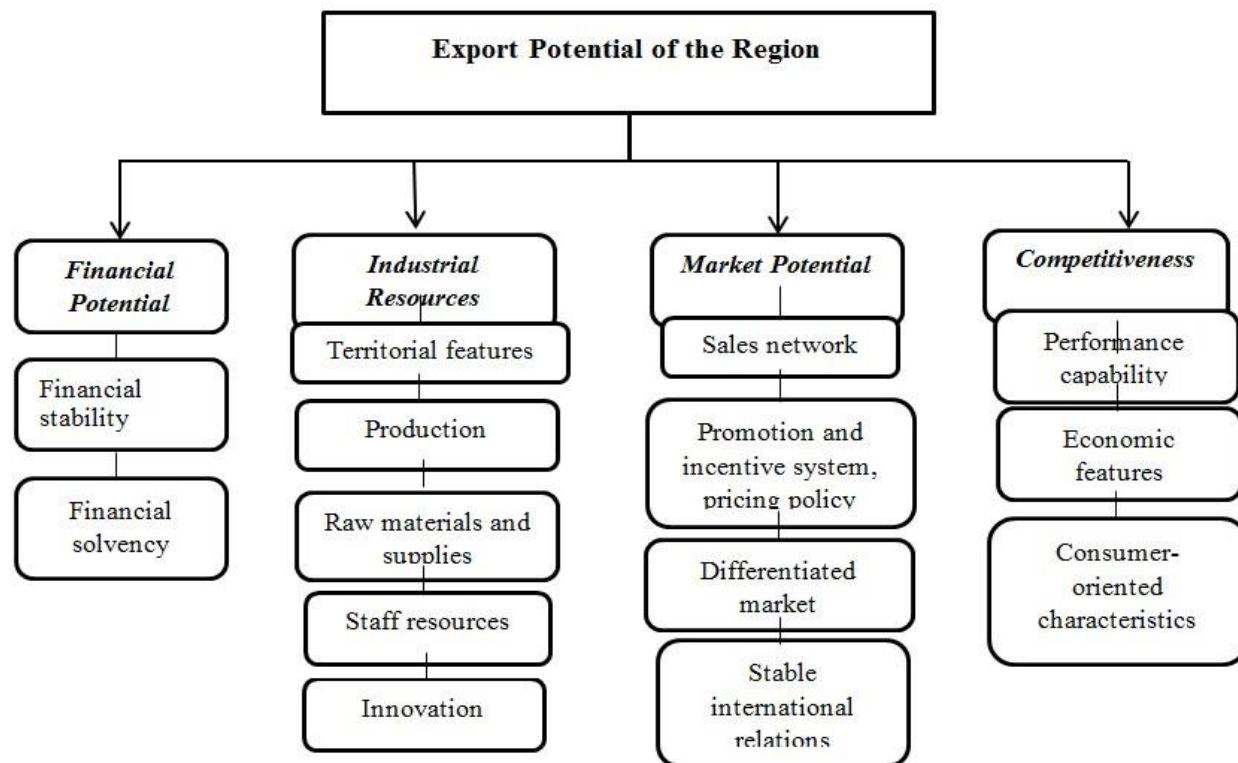 Export Potential of the Region
Financial
Potential
Financial
stability
Financial
solvency
Industrial
Resources
Territorial features
Production
Raw materials and
supplies
Staff resources
Innovation
Market Potential
Sales network
Promotion and
incentive system,
pricing policy
Differentiated
market
Stable
international
relations
Competitiveness
Performance
capability
Economic
features
Consumer-
oriented
characteristics